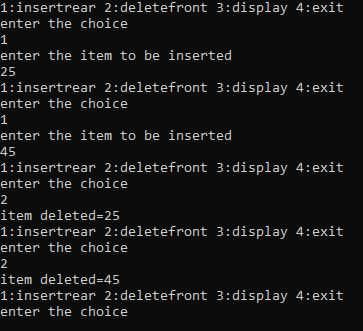 1:insertrear 2:deletefront 3:display 4:exit
enter the choice
1
enter the item to be inserted
25
1:insertrear 2:deletefront 3:display 4:exit
enter the choice
1
enter the item to be inserted
45
1:insertrear 2:deletefront 3:display 4:exit
enter the choice
2
item deleted=25
1:insertrear 2:deletefront 3:display 4:exit
enter the choice
2
item deleted=45
1:insertrear 2:deletefront 3:display 4:exit
enter the choice